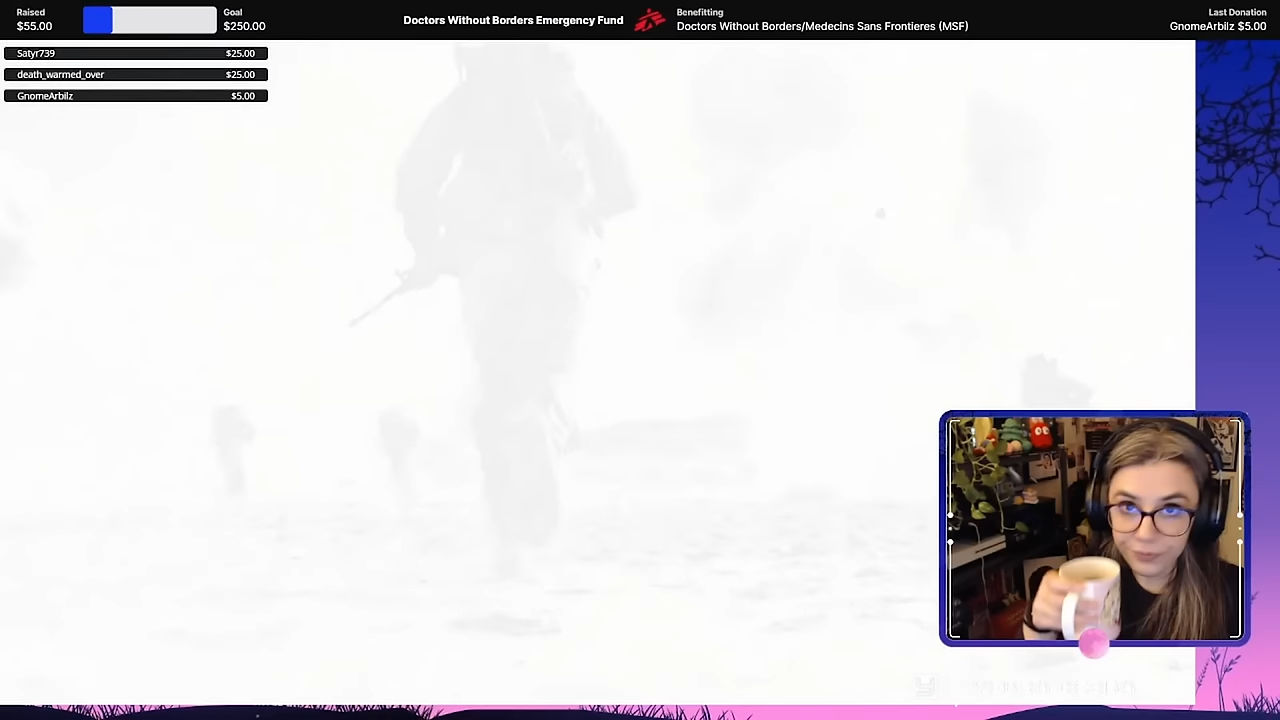 Raised
$55.00
Goal
$250.00
Doctors Without Borders Emergency Fund
Benefitting
Doctors Without Borders/Medecins Sans Frontieres (MSF)
Last Donation
GnomeArbilz $5.00
Satyr739 $25.00
death_warmed_over $25.00
GnomeArbilz $5.00